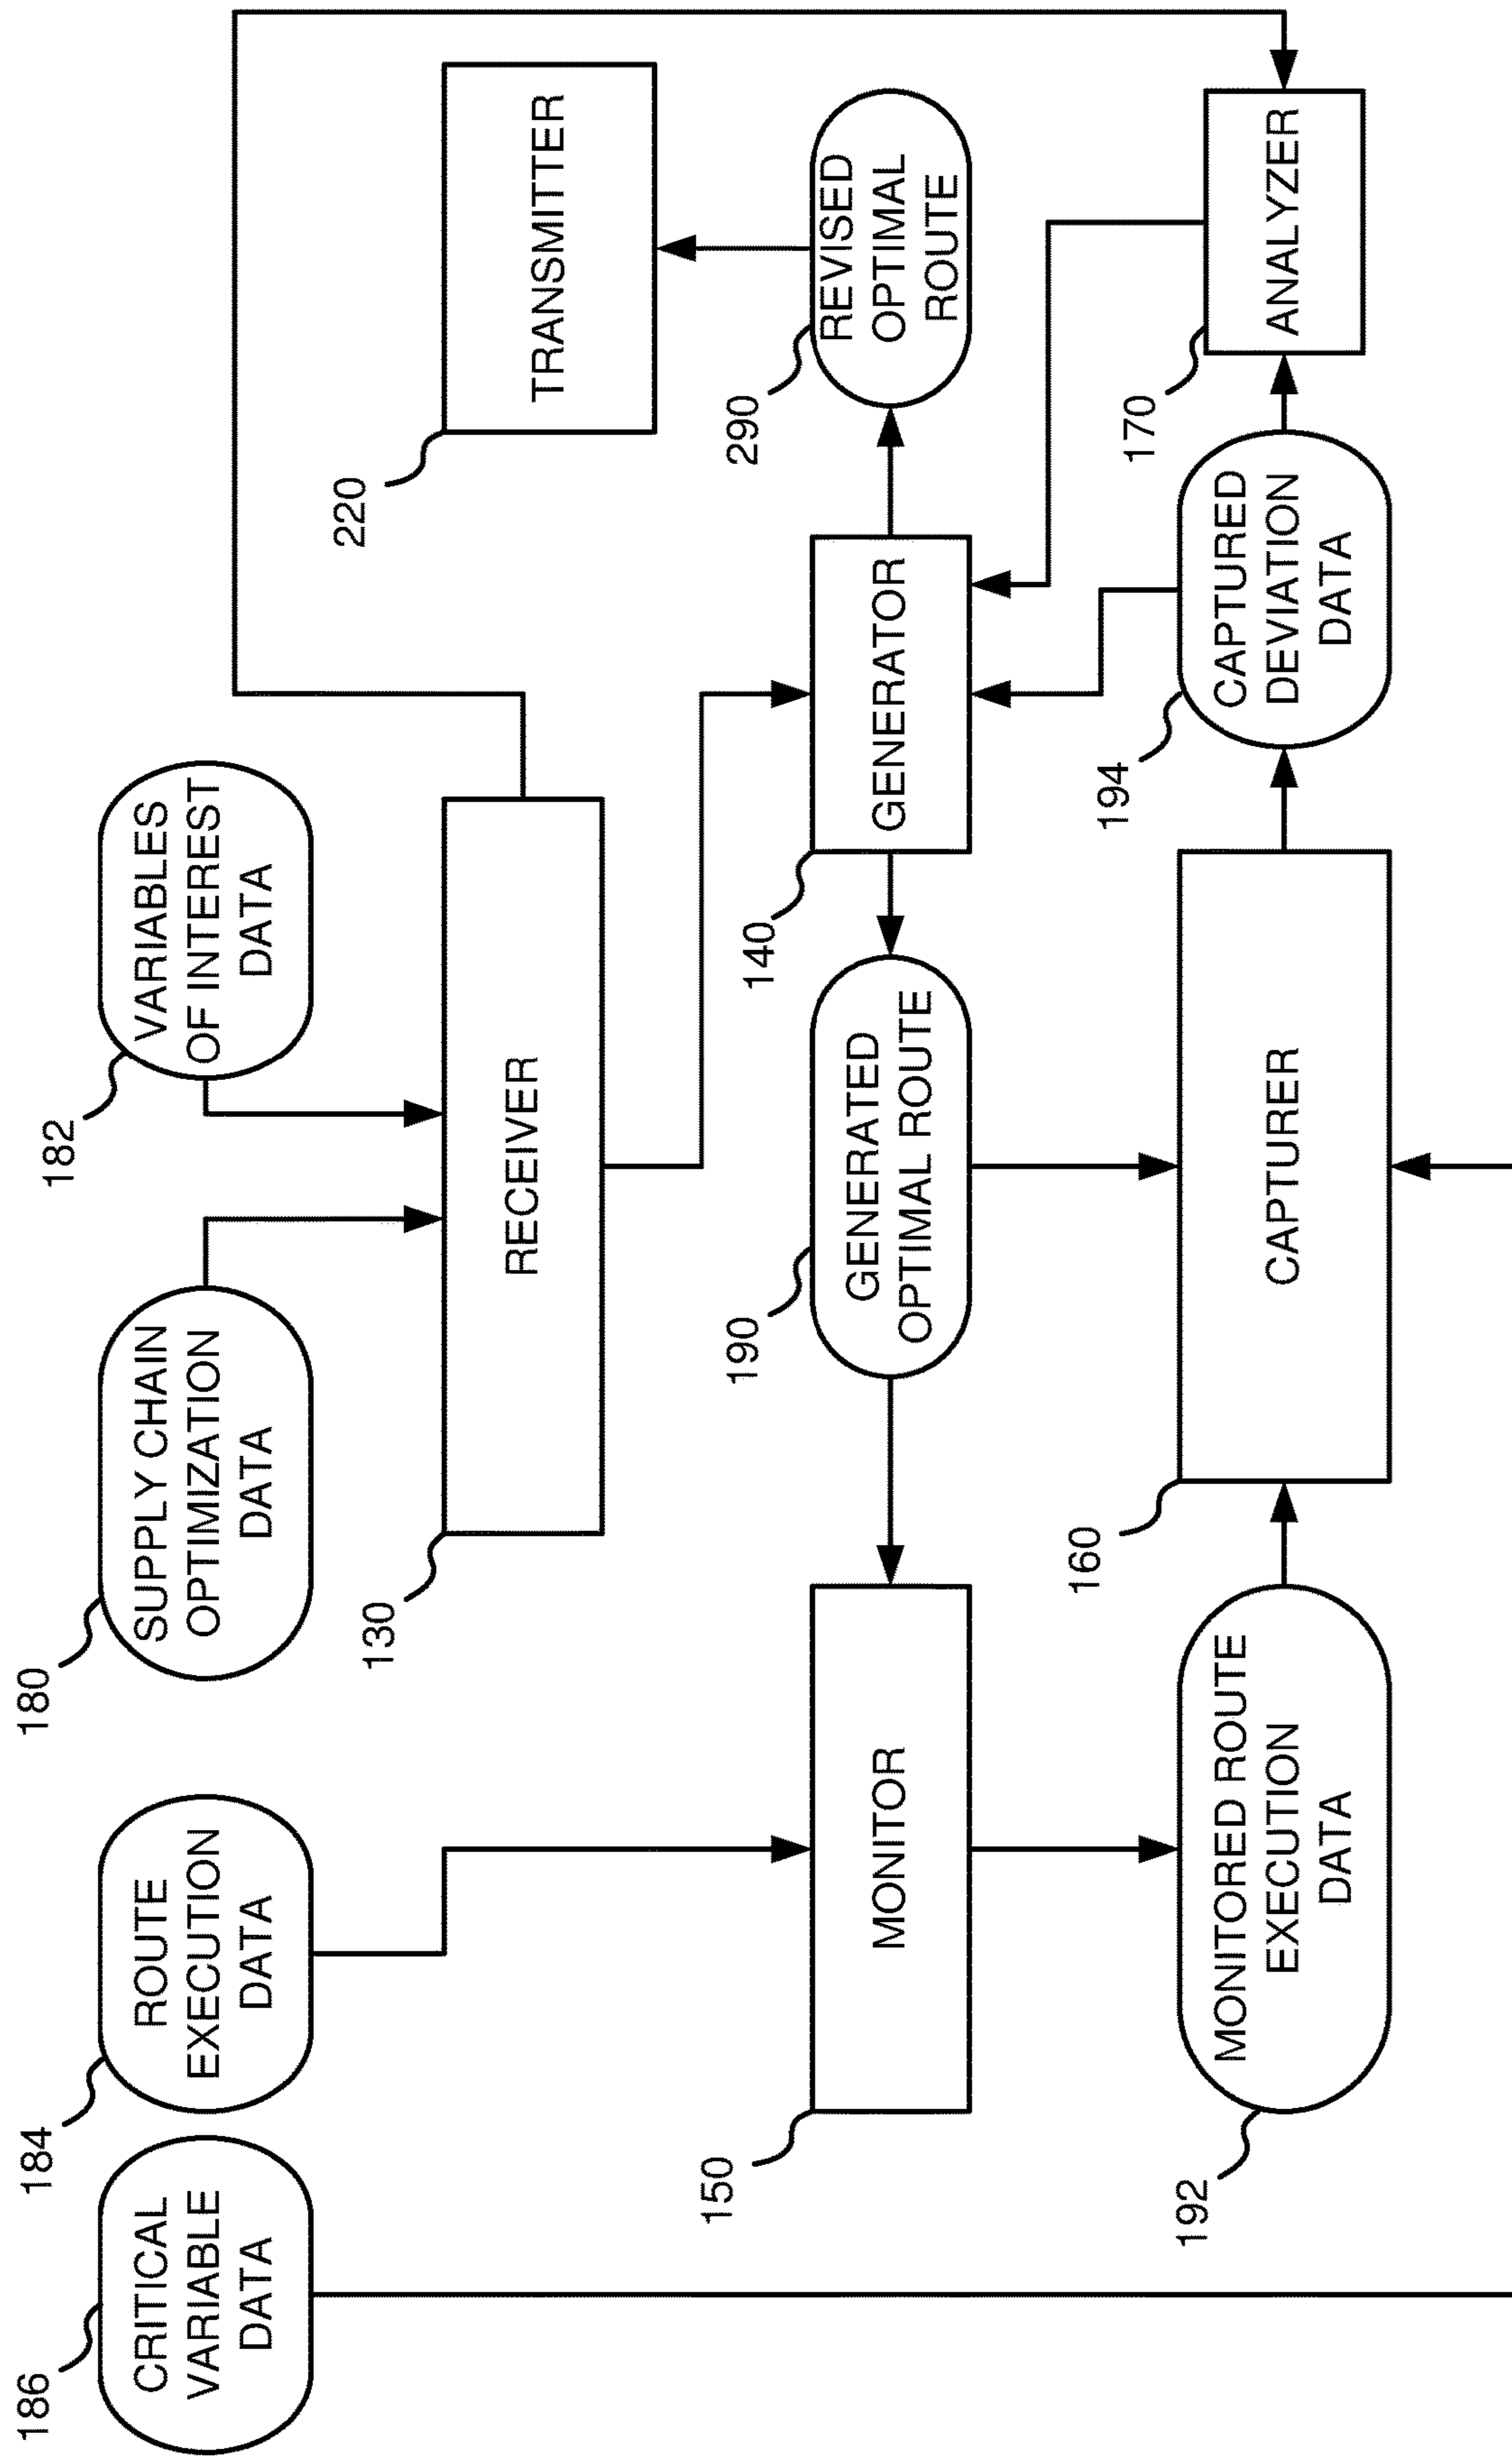 186
CRITICAL
VARIABLE
DATA
184
ROUTE
EXECUTION
DATA
180
SUPPLY CHAIN
OPTIMIZATION
DATA
182
VARIABLES
OF INTEREST
DATA
130
RECEIVER
220
TRANSMITTER
150
MONITOR
190
GENERATED
OPTIMAL ROUTE
140
GENERATOR
290
REVISED
OPTIMAL
ROUTE
192
MONITORED ROUTE
EXECUTION
DATA
160
CAPTURER
194
CAPTURED
DEVIATION
DATA
170
ANALYZER